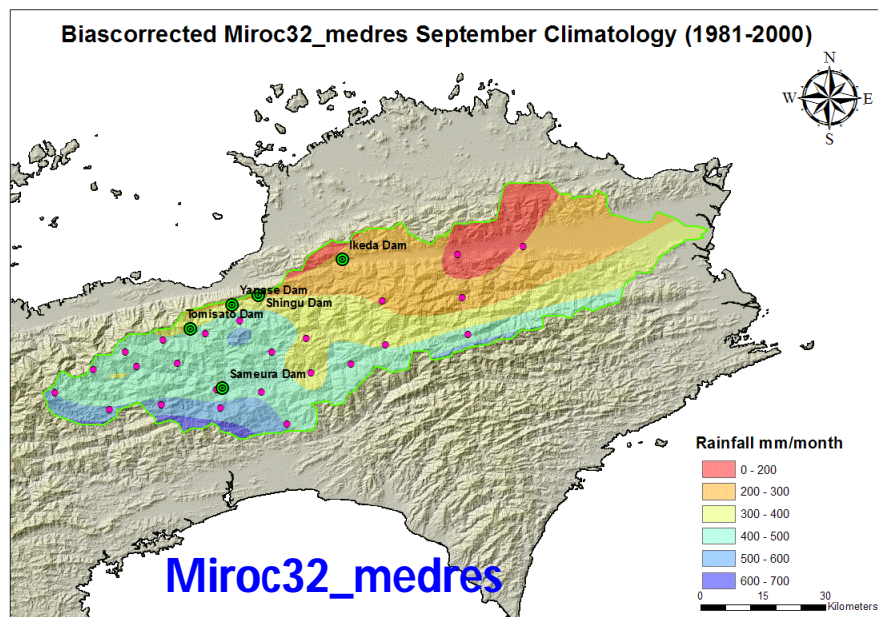 Biascorrected Miroc32_medres September Climatology (1981-2000)
N
W E
S
Ikeda Dam
Yanase Dam
Shingu Dam
Tomisato Dam
Sameura Dam
Rainfall mm/month
0 - 200
200 - 300
300 - 400
400 - 500
500 - 600
600 - 700
Miroc32_medres
0 15 30
Kilometers